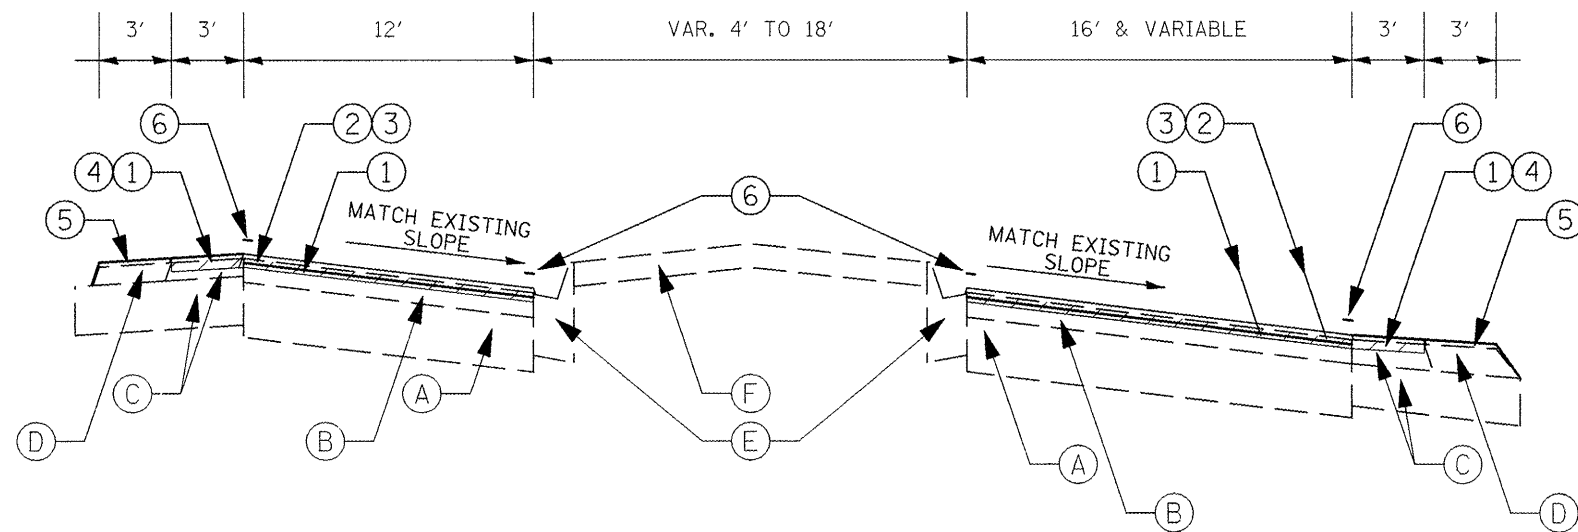 3' 3' 12' VAR. 4' TO 18' 16' & VARIABLE 3' 3'
6 2 3 3 2 6
4 1 1 1 1 4
6
5 MATCH EXISTING
SLOPE
MATCH EXISTING
SLOPE 5
C A F
D B E A C
B D